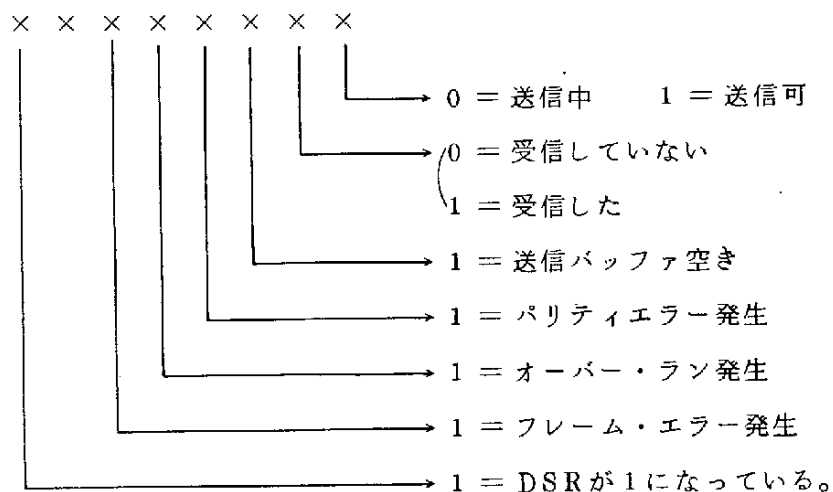 × × × × × × × ×
0 = 送信中 1 = 送信可
0 = 受信していない
1 = 受信した
1 = 送信バッファ空き
1 = パリティエラー発生
1 = オーバー・ラン発生
1 = フレーム・エラー発生
1 = DSRが1になっている。